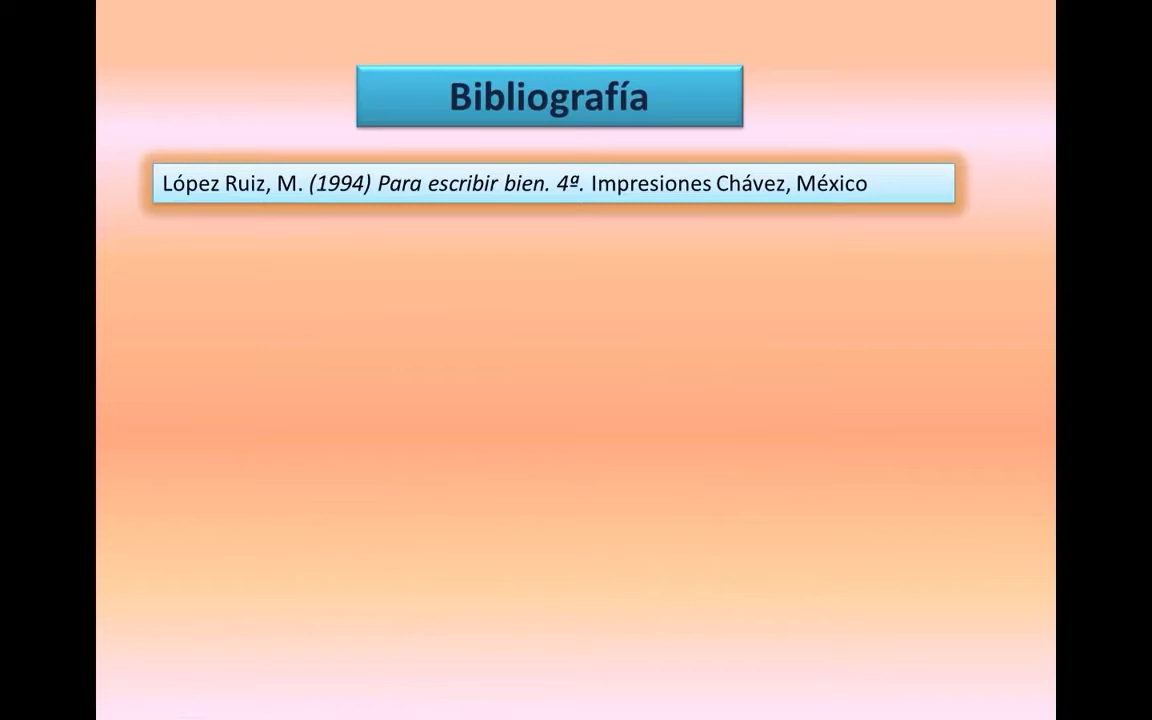 Bibliografía
López Ruiz, M. (1994) Para escribir bien. 4ª. Impresiones Chávez, México